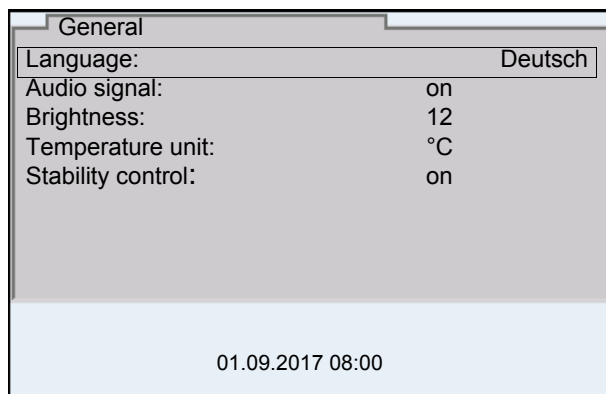 General
Language: Deutsch
Audio signal: on
Brightness: 12
Temperature unit: °C
Stability control: on
01.09.2017 08:00